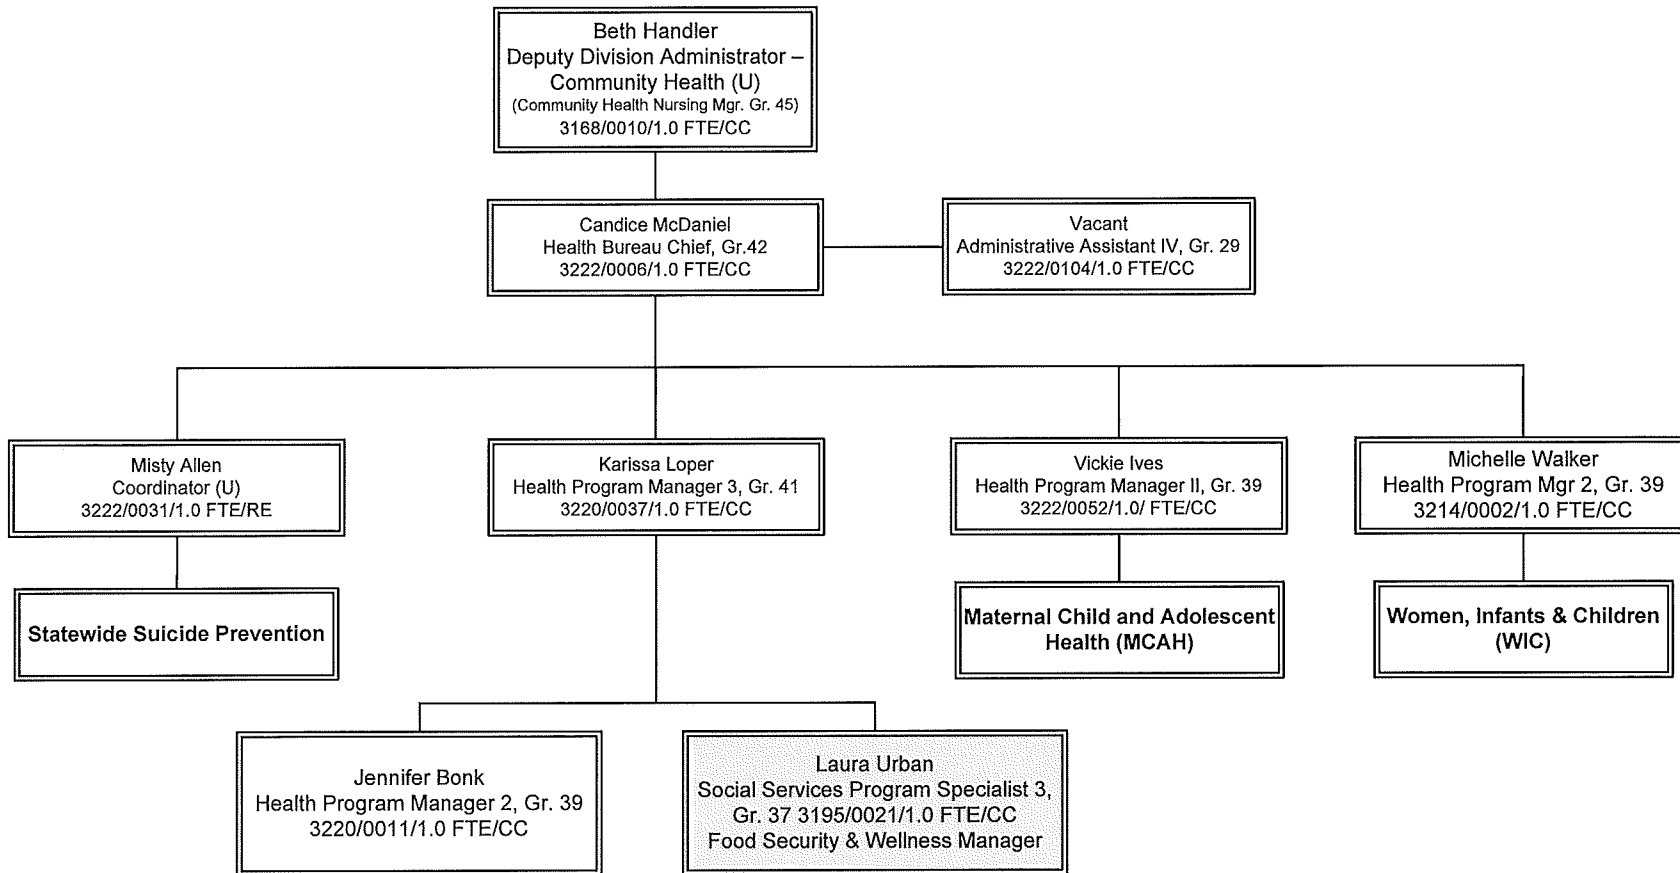 Beth Handler
Deputy Division Administrator –
Community Health (U)
(Community Health Nursing Mgr. Gr. 45)
3168/0010/1.0 FTE/CC
Candice McDaniel
Health Bureau Chief, Gr.42
3222/0006/1.0 FTE/CC
Vacant
Administrative Assistant IV, Gr. 29
3222/0104/1.0 FTE/CC
Misty Allen
Coordinator (U)
3222/0031/1.0 FTE/RE
Karissa Loper
Health Program Manager 3, Gr. 41
3220/0037/1.0 FTE/CC
Vickie Ives
Health Program Manager II, Gr. 39
3222/0052/1.0/ FTE/CC
Michelle Walker
Health Program Mgr 2, Gr. 39
3214/0002/1.0 FTE/CC
Statewide Suicide Prevention
Maternal Child and Adolescent
Health (MCAH)
Women, Infants & Children
(WIC)
Jennifer Bonk
Health Program Manager 2, Gr. 39
3220/0011/1.0 FTE/CC
Laura Urban
Social Services Program Specialist 3,
Gr. 37 3195/0021/1.0 FTE/CC
Food Security & Wellness Manager